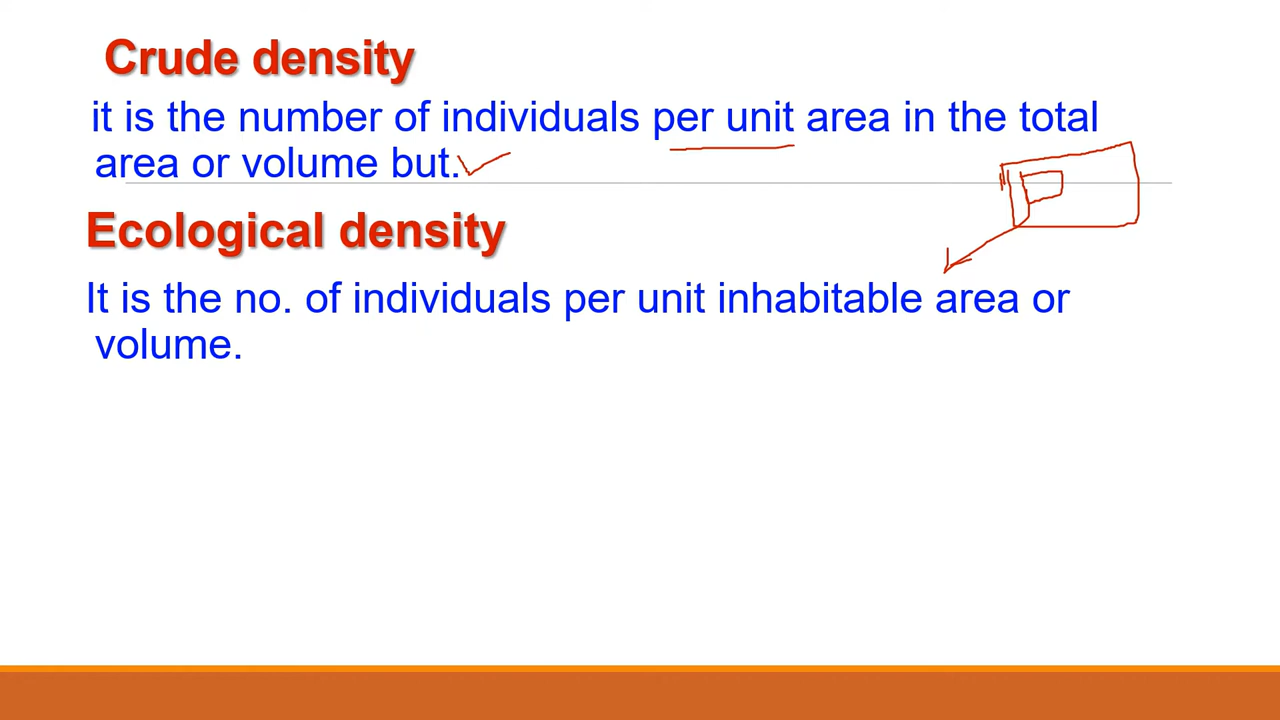 Crude density
it is the number of individuals per unit area in the total
area or volume but.
Ecological density
It is the no. of individuals per unit inhabitable area or
volume.